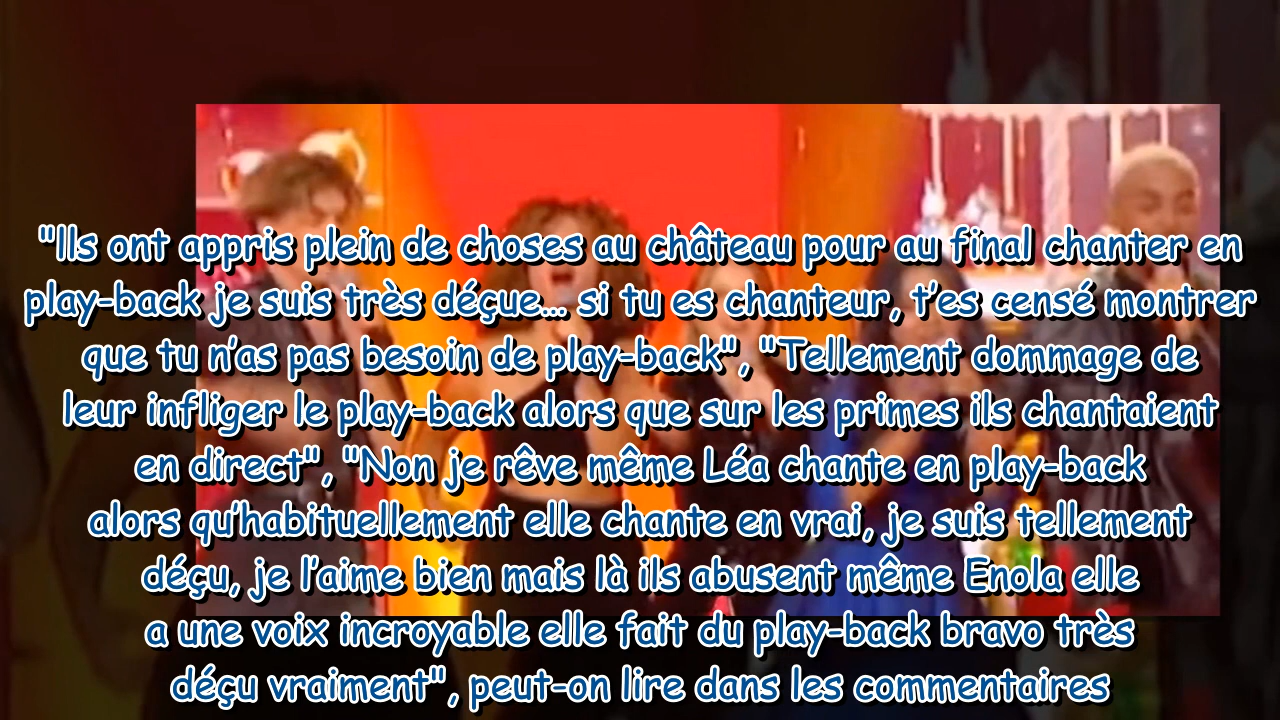 "Ils ont appris plein de choses au château pour au final chanter en
play-back je suis très déçue... si tu es chanteur, t'es censé montrer
que tu n'as pas besoin de play-back", "Tellement dommage de
leur infliger le play-back alors que sur les primes ils chantaient
en direct", "Non je rêve même Léa chante en play-back
alors qu'habituellement elle chante en vrai, je suis tellement
déçu, je l'aime bien mais là ils abusent même Enola elle
a une voix incroyable elle fait du play-back bravo très
déçu vraiment", peut-on lire dans les commentaires